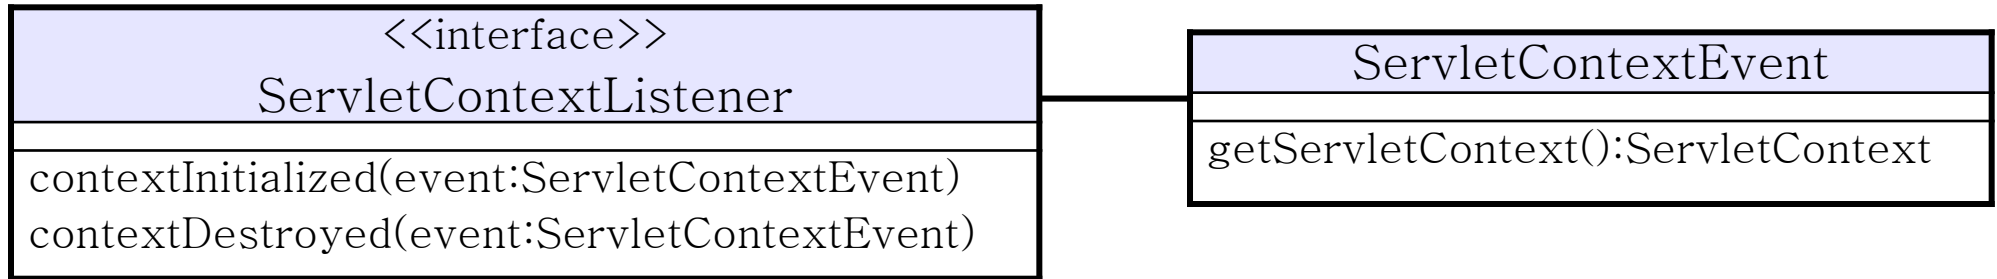 <<interface>>
ServletContextListener
contextInitialized(event:ServletContextEvent)
contextDestroyed(event:ServletContextEvent)
ServletContextEvent
getServletContext():ServletContext